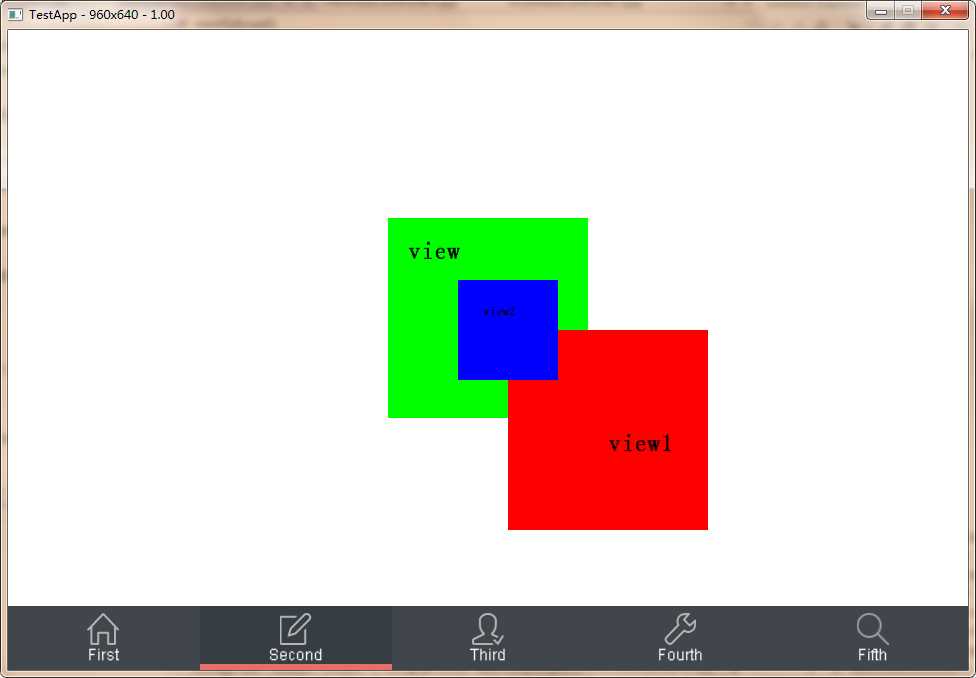 TestApp - 960x640 - 1.00
view
view2
view1
First
Second
Third
Fourth
Fifth